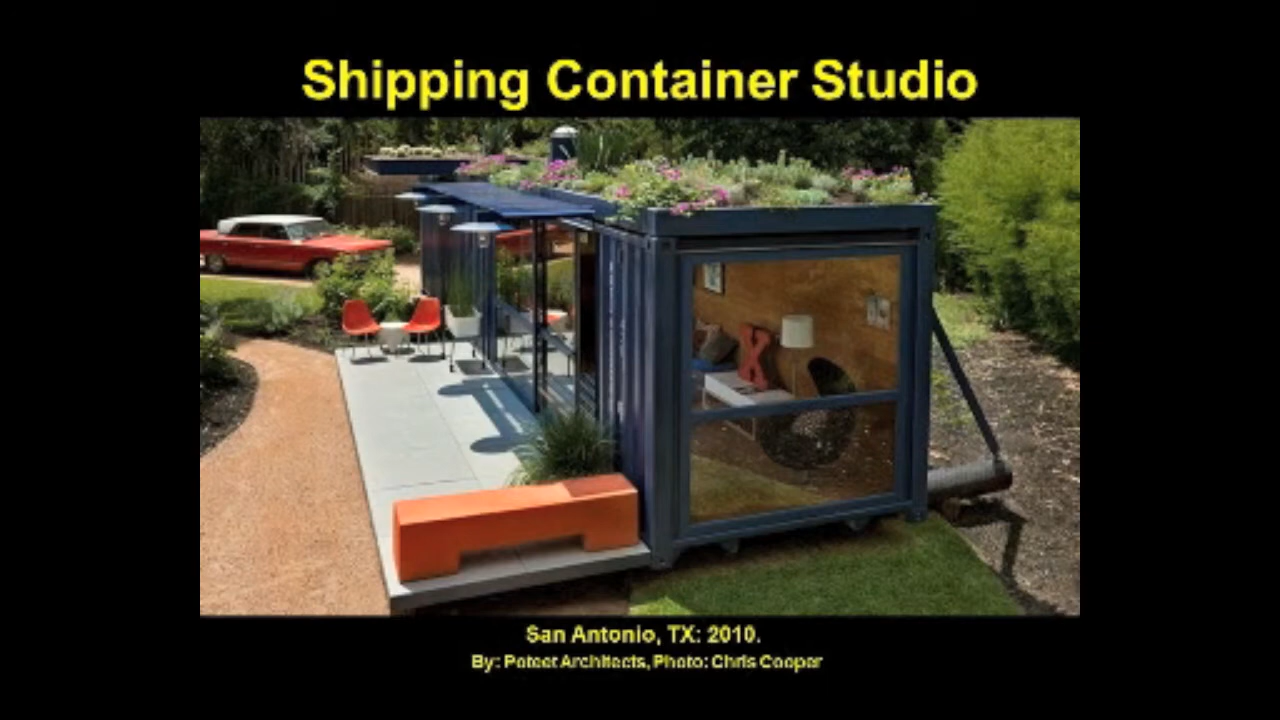 Shipping Container Studio
San Antonio, TX: 2010.
By: Poteet Architects, Photo: Chris Cooper